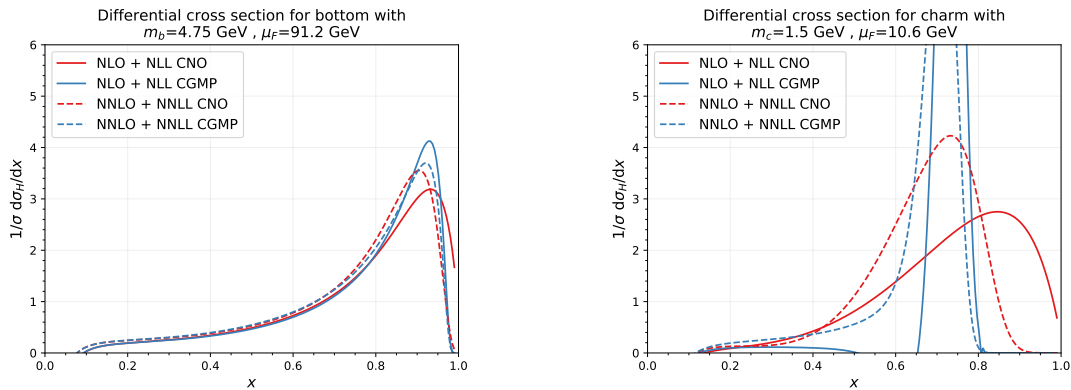 Differential cross section for bottom with
m_b=4.75 GeV , μ_F=91.2 GeV
6
5
4
3
2
1
0
1/σ dσ_H/dx
NLO + NLL CNO
NLO + NLL CGMP
NNLO + NNLL CNO
NNLO + NNLL CGMP
0.0 0.2 0.4 0.6 0.8 1.0
x
Differential cross section for charm with
m_c=1.5 GeV , μ_F=10.6 GeV
6
5
4
3
2
1
0
1/σ dσ_H/dx
NLO + NLL CNO
NLO + NLL CGMP
NNLO + NNLL CNO
NNLO + NNLL CGMP
0.0 0.2 0.4 0.6 0.8 1.0
x